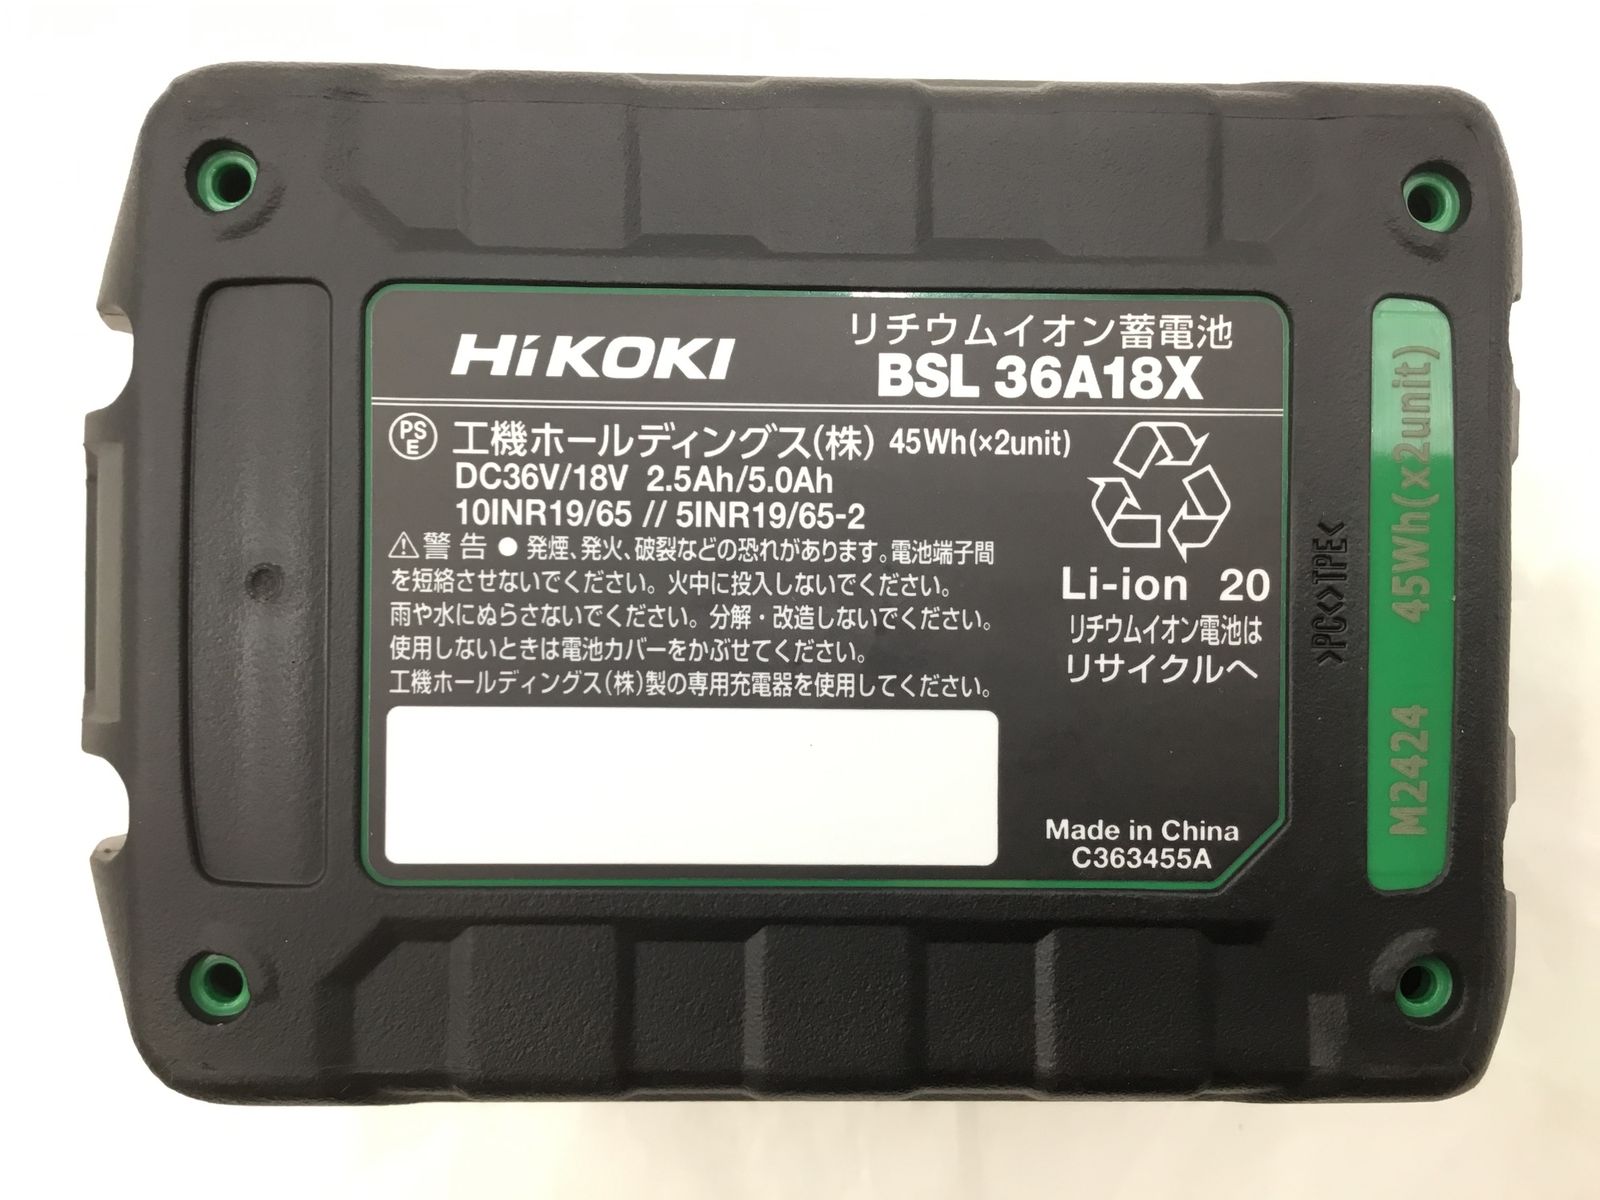 HiKOKI
リチウムイオン蓄電池
BSL 36A18X
PS
E
工機ホールディングス(株) 45Wh(×2unit)
DC36V/18V 2.5Ah/5.0Ah
10INR19/65 // 5INR19/65-2
⚠警告 ● 発煙、発火、破裂などの恐れがあります。電池端子間
を短絡させないでください。火中に投入しないでください。
雨や水にぬらさないでください。分解・改造しないでください。
使用しないときは電池カバーをかぶせてください。
工機ホールディングス(株)製の専用充電器を使用してください。
Li-ion 20
リチウムイオン電池は
リサイクルへ
Made in China
C363455A
>PC<>TPE<
M2424 45Wh(x2unit)